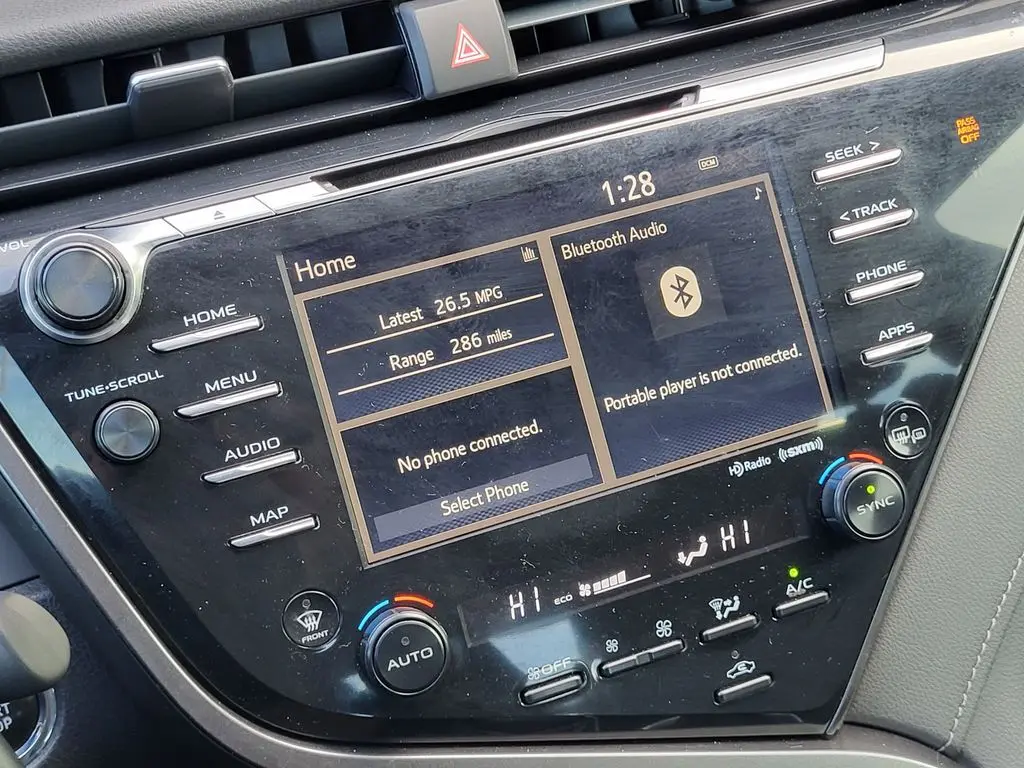 PASS
AIRBAG
OFF
SEEK >
DCM
1:28
< TRACK
VOL
Home
Bluetooth Audio
PHONE
HOME
Latest 26.5 MPG
APPS
Range 286 miles
TUNE•SCROLL
MENU
Portable player is not connected.
AUDIO
No phone connected.
HD Radio
((SXM))
Select Phone
SYNC
MAP
HI
HI
ECO
A/C
FRONT
AUTO
OFF